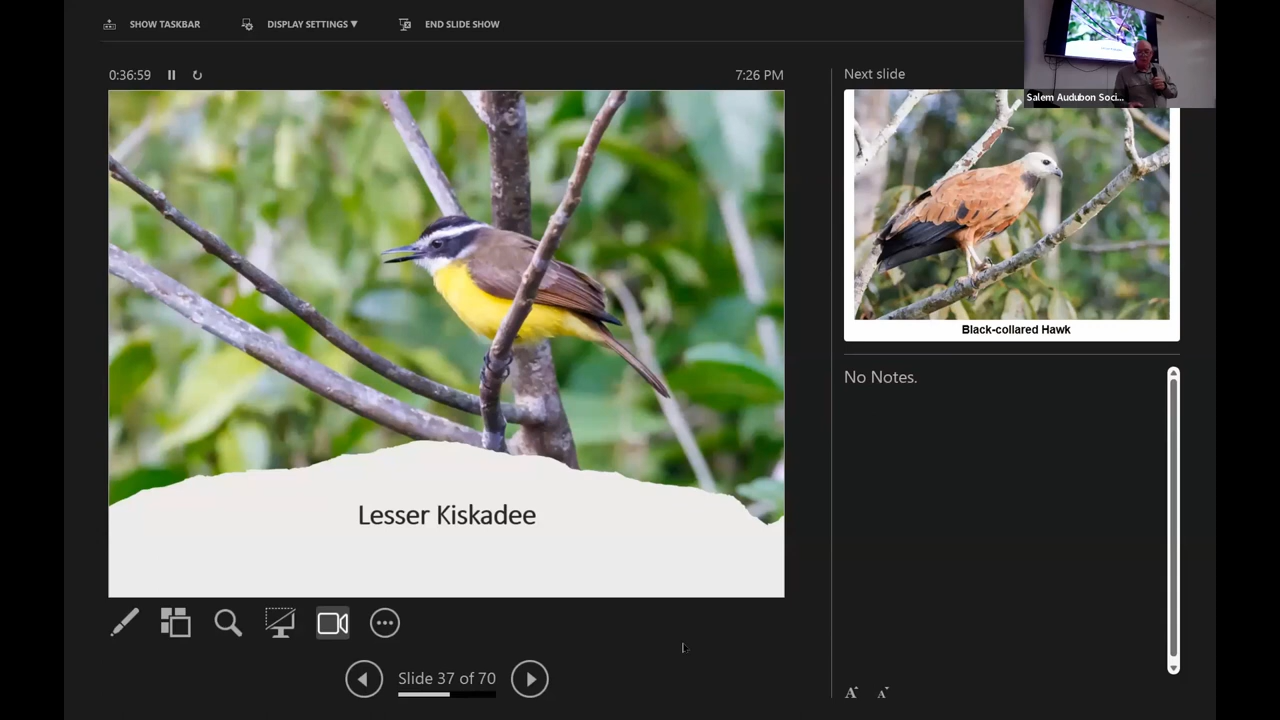 SHOW TASKBAR
DISPLAY SETTINGS ▼
END SLIDE SHOW
0:36:59
7:26 PM
Next slide
Salem Audubon Soci...
Black-collared Hawk
No Notes.
Lesser Kiskadee
Slide 37 of 70
A A